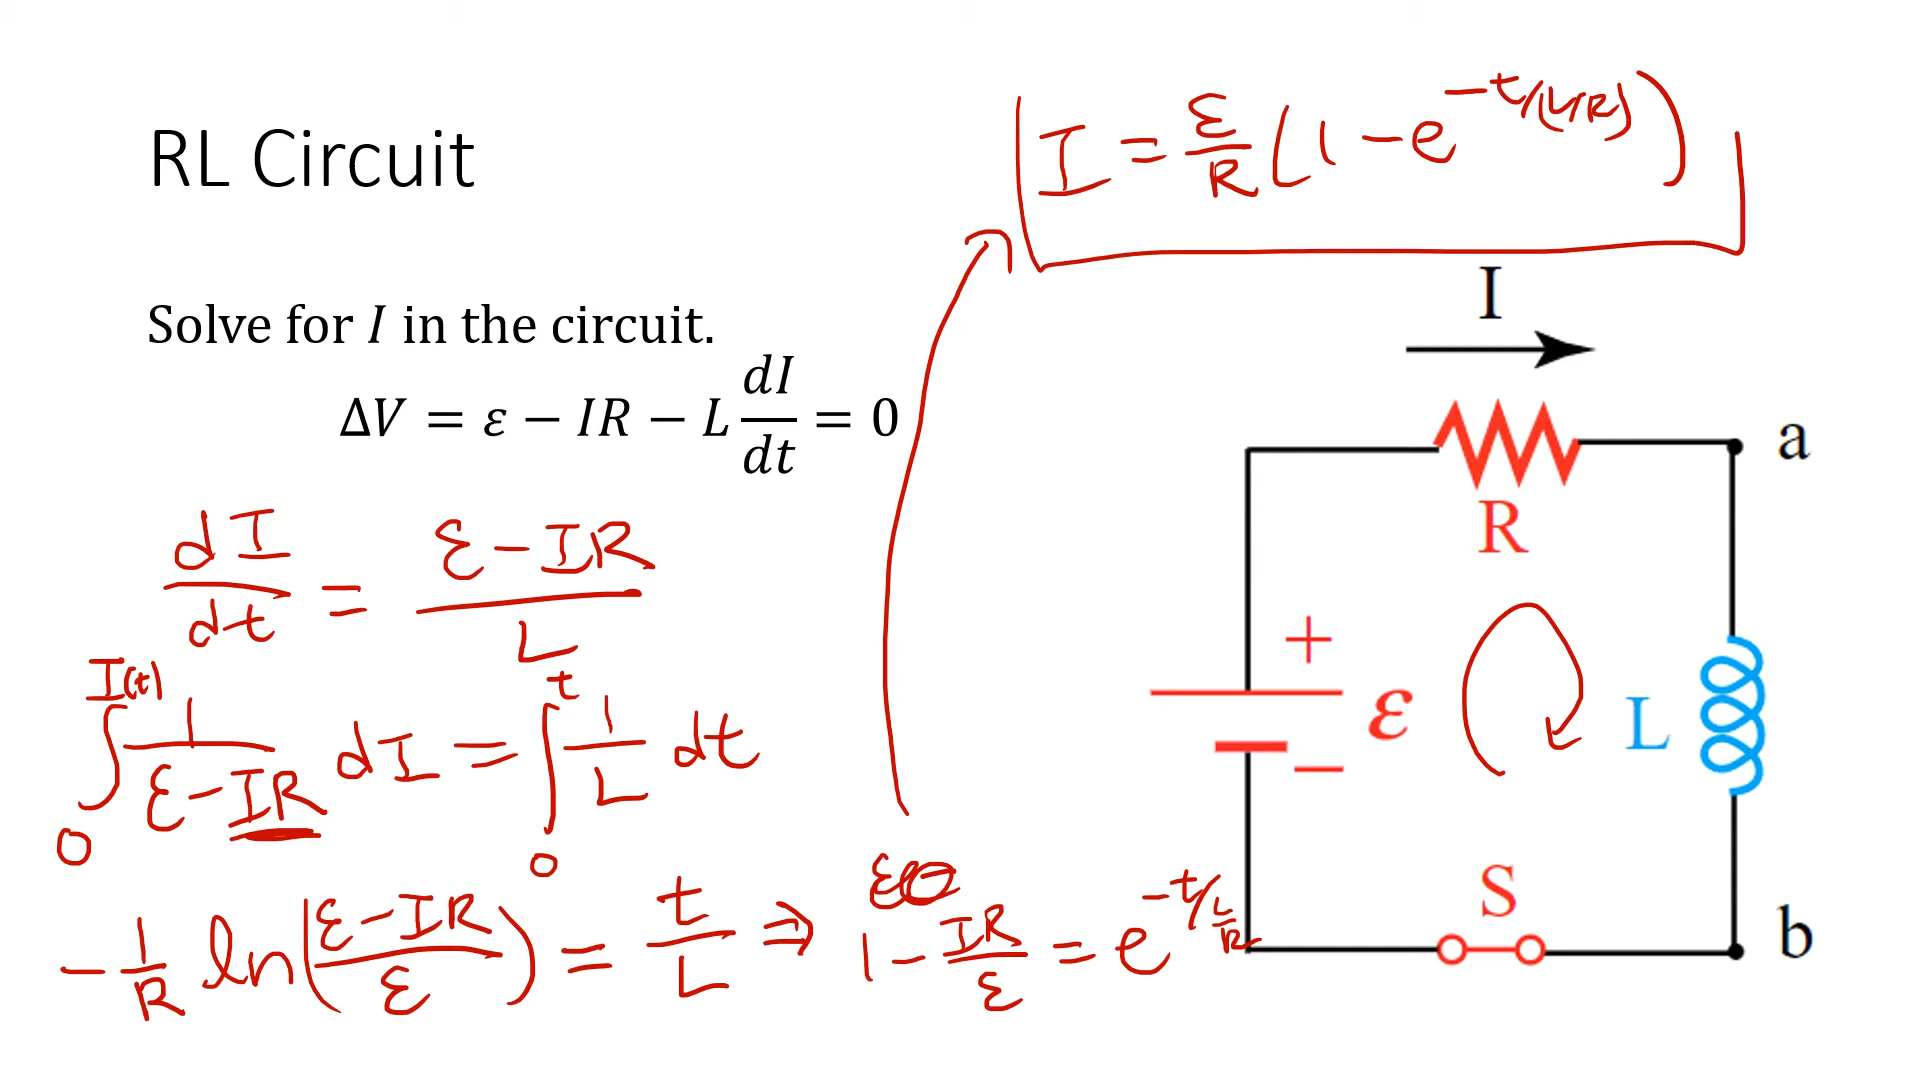 RL Circuit
I = ε/R (1 − e^(−t/(L/R)))
Solve for I in the circuit.
ΔV = ε − IR − L dI/dt = 0
dI/dt = (ε − IR)/L
∫₀^I(t) 1/(ε − IR) dI = ∫₀^t 1/L dt
−1/R ln((ε − IR)/ε) = t/L ⇒ 1 − IR/ε = e^(−t/(L/R))
I
R
a
+
ε
−
L
S
b